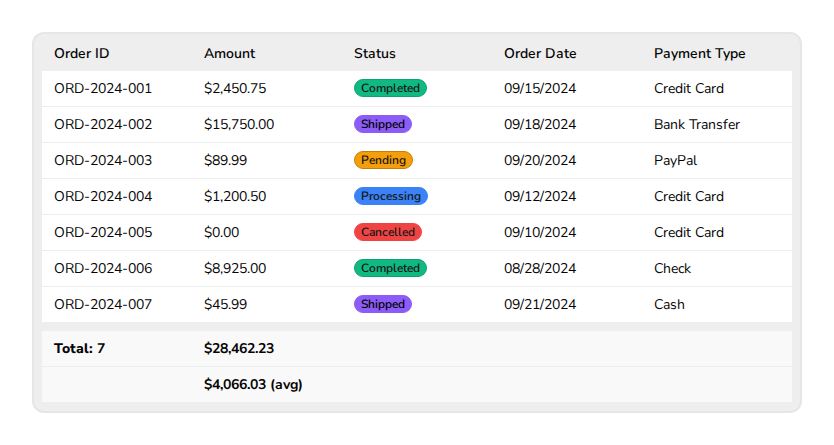 Order ID Amount Status Order Date Payment Type
ORD-2024-001 $2,450.75 Completed 09/15/2024 Credit Card
ORD-2024-002 $15,750.00 Shipped 09/18/2024 Bank Transfer
ORD-2024-003 $89.99 Pending 09/20/2024 PayPal
ORD-2024-004 $1,200.50 Processing 09/12/2024 Credit Card
ORD-2024-005 $0.00 Cancelled 09/10/2024 Credit Card
ORD-2024-006 $8,925.00 Completed 08/28/2024 Check
ORD-2024-007 $45.99 Shipped 09/21/2024 Cash
Total: 7 $28,462.23
$4,066.03 (avg)